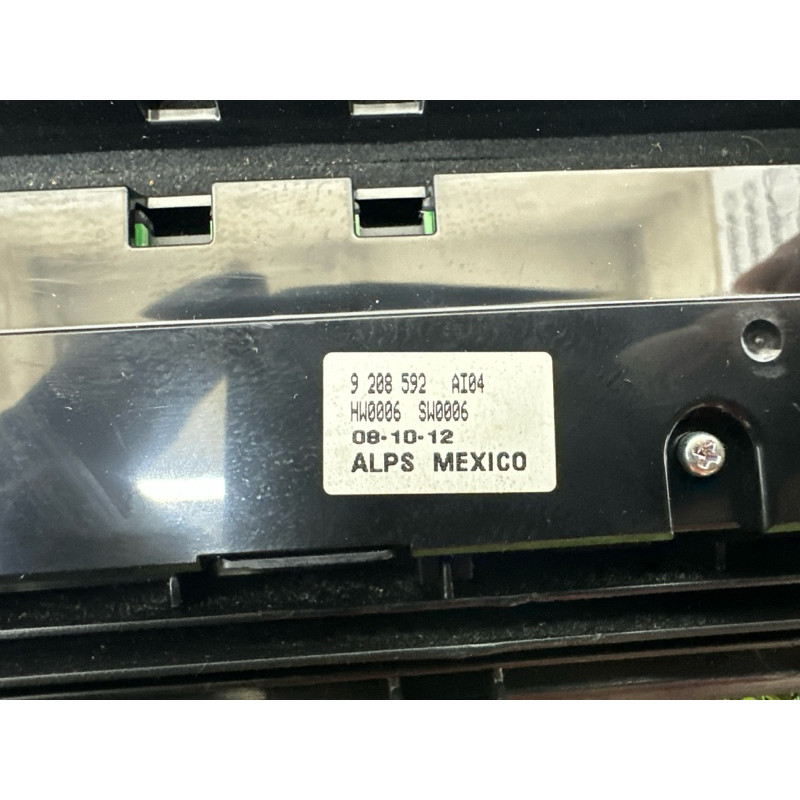 9 208 592 AI04
HW0006 SW0006
08-10-12
ALPS MEXICO